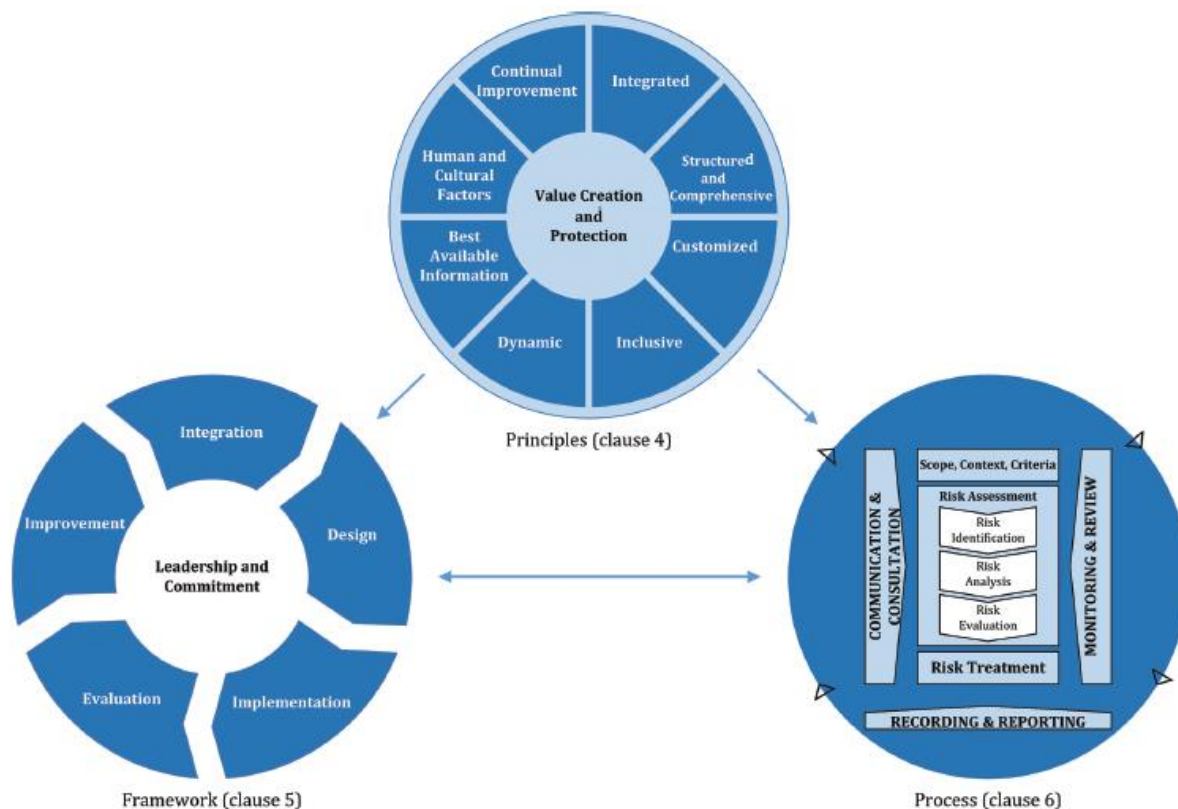 Continual
Improvement
Integrated
Human and
Cultural
Factors
Structured
and
Comprehensive
Value Creation
and
Protection
Best
Available
Information
Customized
Dynamic
Inclusive
Principles (clause 4)
Integration
Improvement
Design
Leadership and
Commitment
Evaluation
Implementation
Framework (clause 5)
Scope, Context, Criteria
Risk Assessment
Risk
Identification
Risk
Analysis
Risk
Evaluation
Risk Treatment
COMMUNICATION &
CONSULTATION
MONITORING & REVIEW
RECORDING & REPORTING
Process (clause 6)